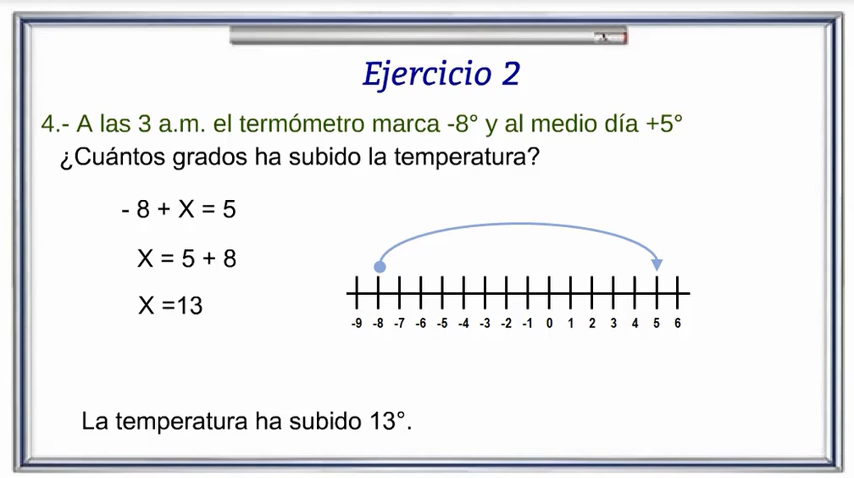 Ejercicio 2
4.- A las 3 a.m. el termómetro marca -8° y al medio día +5°
¿Cuántos grados ha subido la temperatura?
- 8 + X = 5
X = 5 + 8
X =13
-9 -8 -7 -6 -5 -4 -3 -2 -1 0 1 2 3 4 5 6
La temperatura ha subido 13°.